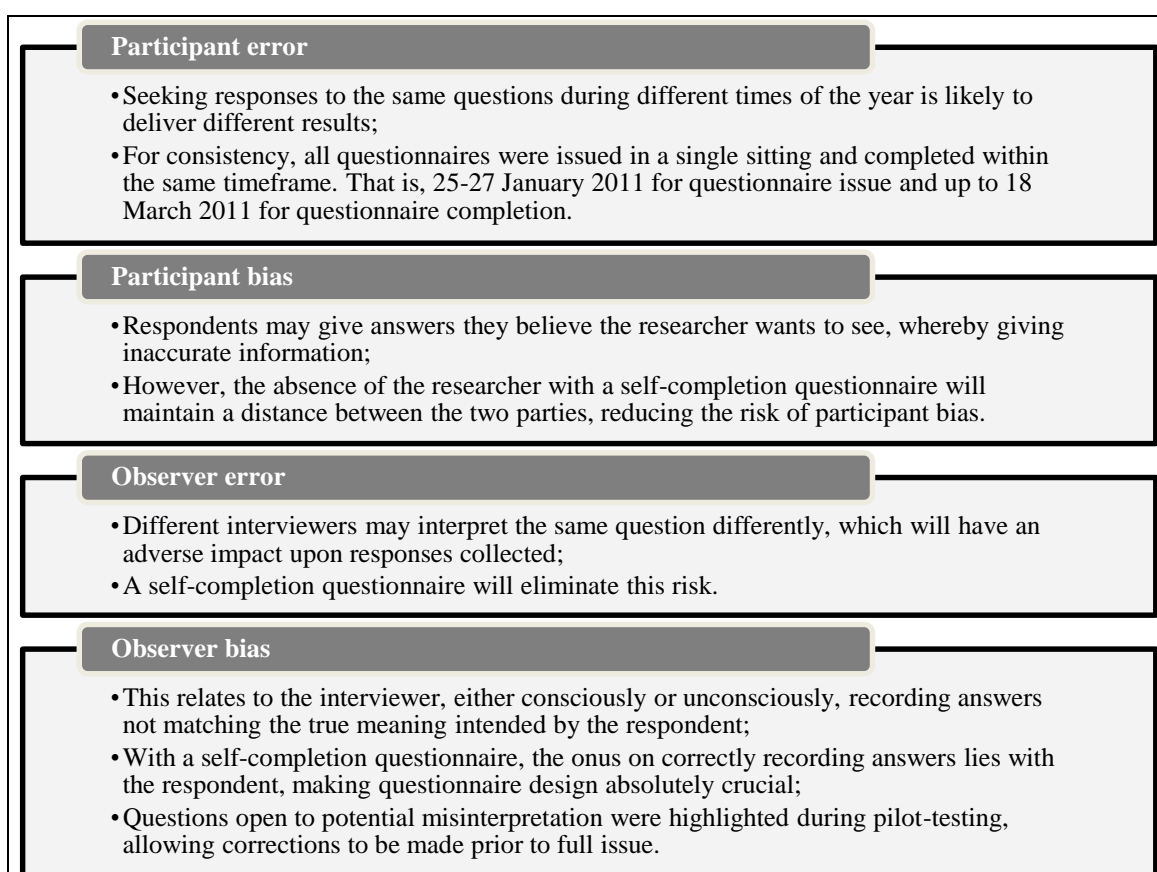 Participant error
•Seeking responses to the same questions during different times of the year is likely to
deliver different results;
•For consistency, all questionnaires were issued in a single sitting and completed within
the same timeframe. That is, 25-27 January 2011 for questionnaire issue and up to 18
March 2011 for questionnaire completion.
Participant bias
•Respondents may give answers they believe the researcher wants to see, whereby giving
inaccurate information;
•However, the absence of the researcher with a self-completion questionnaire will
maintain a distance between the two parties, reducing the risk of participant bias.
Observer error
•Different interviewers may interpret the same question differently, which will have an
adverse impact upon responses collected;
•A self-completion questionnaire will eliminate this risk.
Observer bias
•This relates to the interviewer, either consciously or unconsciously, recording answers
not matching the true meaning intended by the respondent;
•With a self-completion questionnaire, the onus on correctly recording answers lies with
the respondent, making questionnaire design absolutely crucial;
•Questions open to potential misinterpretation were highlighted during pilot-testing,
allowing corrections to be made prior to full issue.